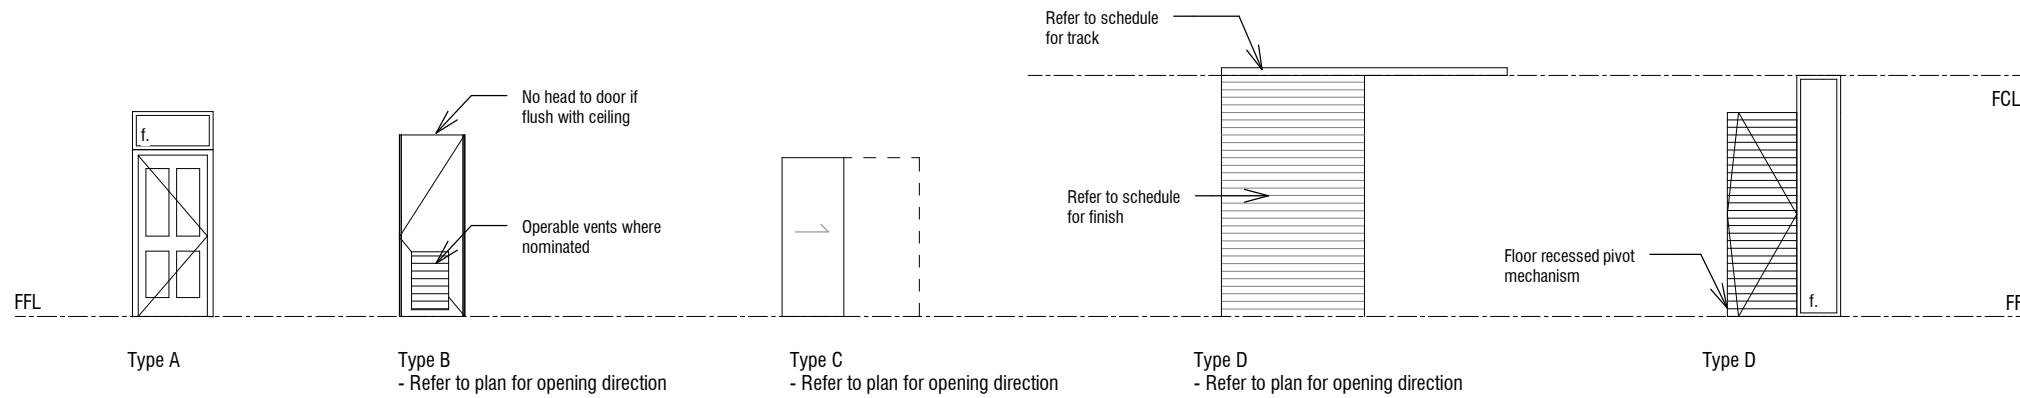 Refer to schedule
for track
FCL
No head to door if
flush with ceiling
f.
Refer to schedule
for finish
Operable vents where
nominated
Floor recessed pivot
mechanism
f.
FFL
FF
Type A
Type B
- Refer to plan for opening direction
Type C
- Refer to plan for opening direction
Type D
- Refer to plan for opening direction
Type D